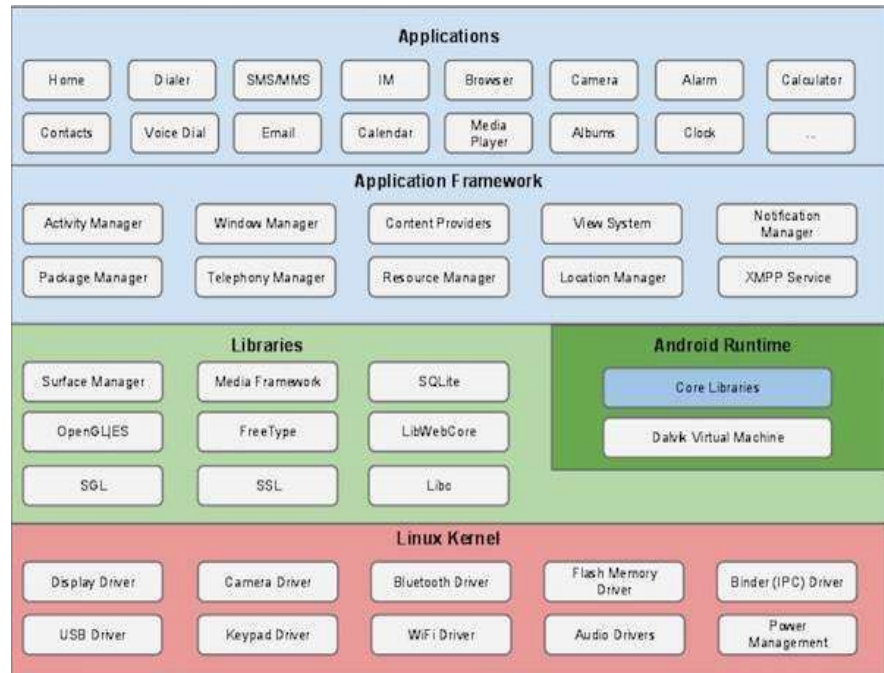 Applications
Home
Dialer
SMS/MMS
IM
Browser
Camera
Alarm
Calculator
Contacts
Voice Dial
Email
Calendar
Media
Player
Albums
Clock
...
Application Framework
Activity Manager
Window Manager
Content Providers
View System
Notification
Manager
Package Manager
Telephony Manager
Resource Manager
Location Manager
XMPP Service
Libraries
Surface Manager
Media Framework
SQLite
OpenGL|ES
FreeType
LibWebCore
SGL
SSL
Libc
Android Runtime
Core Libraries
Dalvik Virtual Machine
Linux Kernel
Display Driver
Camera Driver
Bluetooth Driver
Flash Memory
Driver
Binder (IPC) Driver
USB Driver
Keypad Driver
WiFi Driver
Audio Drivers
Power
Management